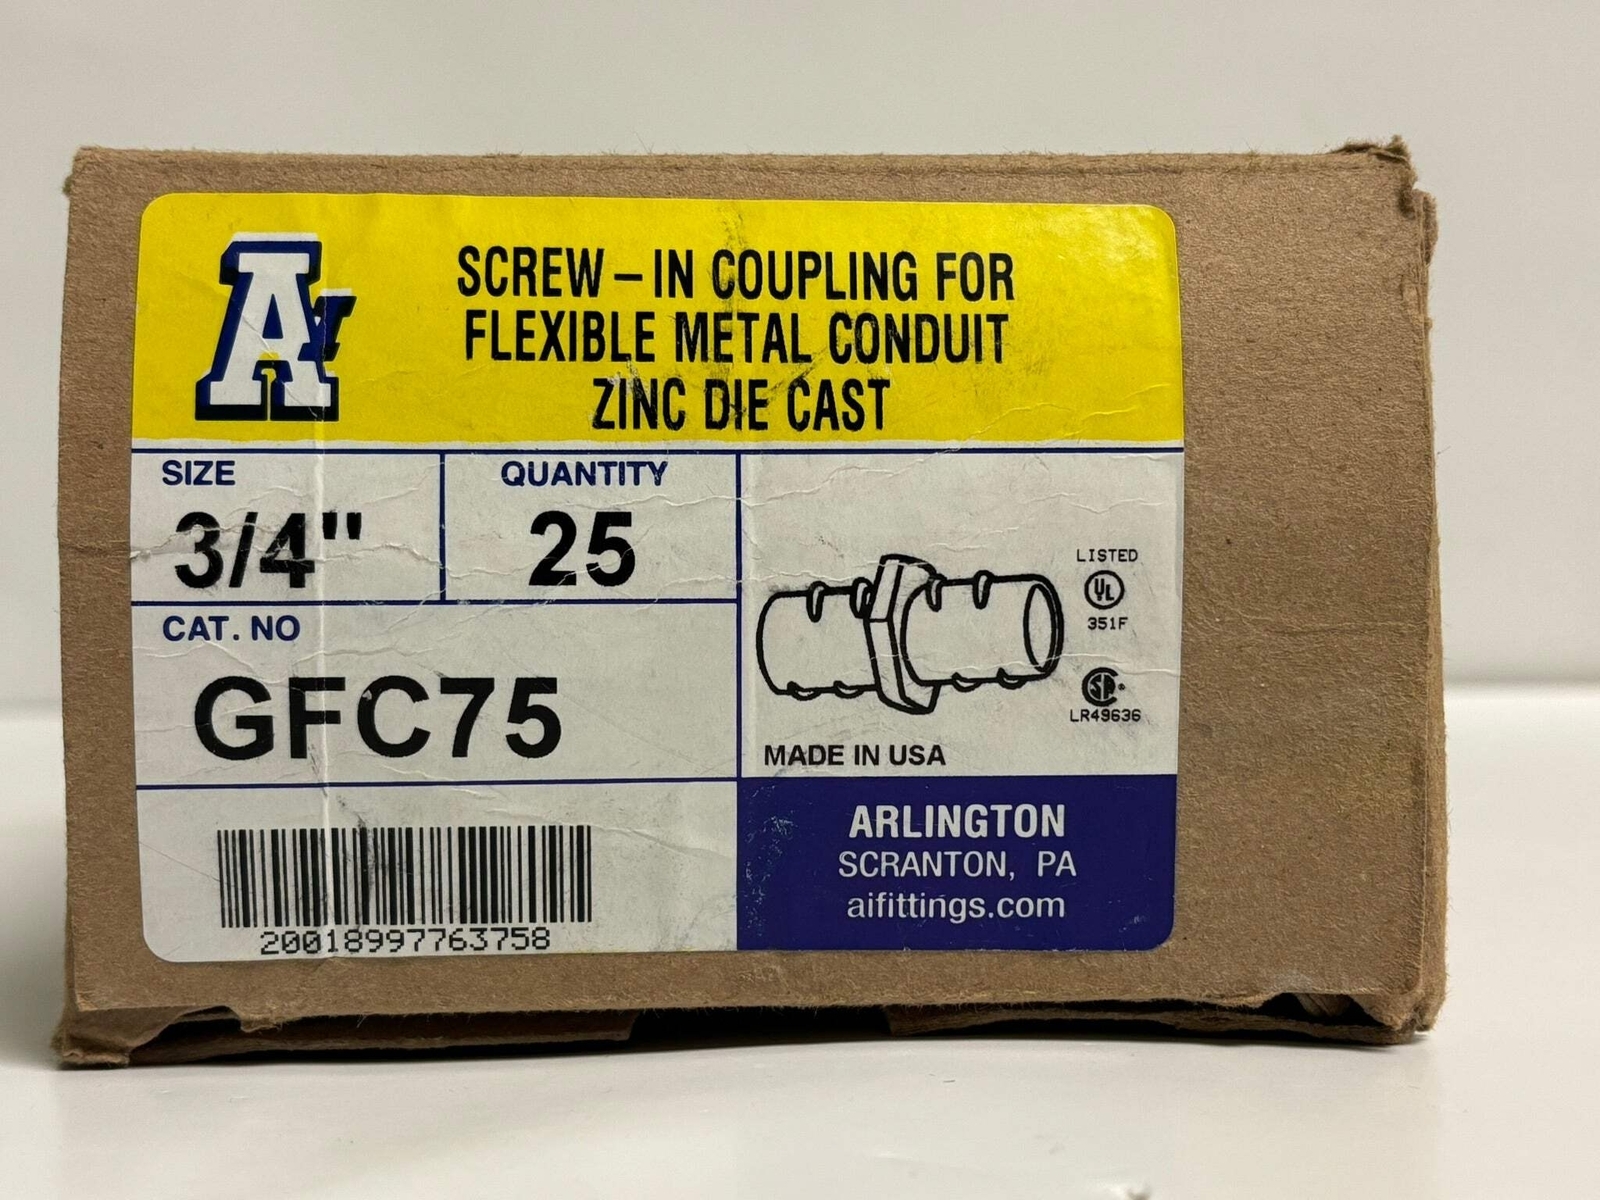 SCREW-IN COUPLING FOR
FLEXIBLE METAL CONDUIT
ZINC DIE CAST
SIZE
3/4"
QUANTITY
25
CAT. NO
GFC75
LISTED
UL
351F
LR49636
MADE IN USA
20018997763758
ARLINGTON
SCRANTON, PA
aifittings.com